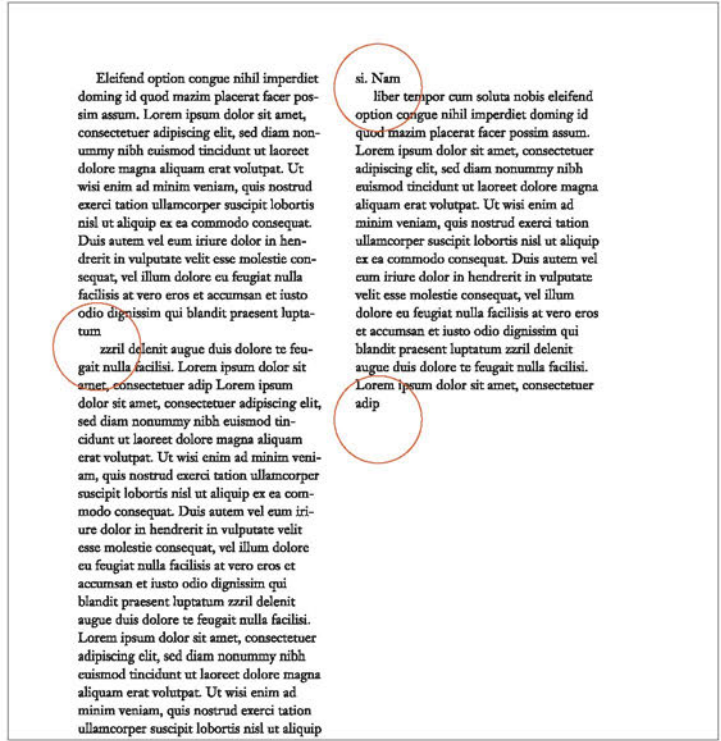 Eleifend option congue nihil imperdiet
doming id quod mazim placerat facer pos-
sim assum. Lorem ipsum dolor sit amet,
consectetuer adipiscing elit, sed diam non-
ummy nibh euismod tincidunt ut laoreet
dolore magna aliquam erat volutpat. Ut
wisi enim ad minim veniam, quis nostrud
exerci tation ullamcorper suscipit lobortis
nisl ut aliquip ex ea commodo consequat.
Duis autem vel eum iriure dolor in hen-
drerit in vulputate velit esse molestie con-
sequat, vel illum dolore eu feugiat nulla
facilisis at vero eros et accumsan et iusto
odio dignissim qui blandit praesent lupta-
tum
zzril delenit augue duis dolore te feu-
gait nulla facilisi. Lorem ipsum dolor sit
amet, consectetuer adip Lorem ipsum
dolor sit amet, consectetuer adipiscing elit,
sed diam nonummy nibh euismod tin-
cidunt ut laoreet dolore magna aliquam
erat volutpat. Ut wisi enim ad minim veni-
am, quis nostrud exerci tation ullamcorper
suscipit lobortis nisl ut aliquip ex ea com-
modo consequat. Duis autem vel eum iri-
ure dolor in hendrerit in vulputate velit
esse molestie consequat, vel illum dolore
eu feugiat nulla facilisis at vero eros et
accumsan et iusto odio dignissim qui
blandit praesent luptatum zzril delenit
augue duis dolore te feugait nulla facilisi.
Lorem ipsum dolor sit amet, consectetuer
adipiscing elit, sed diam nonummy nibh
euismod tincidunt ut laoreet dolore magna
aliquam erat volutpat. Ut wisi enim ad
minim veniam, quis nostrud exerci tation
ullamcorper suscipit lobortis nisl ut aliquip
si. Nam
liber tempor cum soluta nobis eleifend
option congue nihil imperdiet doming id
quod mazim placerat facer possim assum.
Lorem ipsum dolor sit amet, consectetuer
adipiscing elit, sed diam nonummy nibh
euismod tincidunt ut laoreet dolore magna
aliquam erat volutpat. Ut wisi enim ad
minim veniam, quis nostrud exerci tation
ullamcorper suscipit lobortis nisl ut aliquip
ex ea commodo consequat. Duis autem vel
eum iriure dolor in hendrerit in vulputate
velit esse molestie consequat, vel illum
dolore eu feugiat nulla facilisis at vero eros
et accumsan et iusto odio dignissim qui
blandit praesent luptatum zzril delenit
augue duis dolore te feugait nulla facilisi.
Lorem ipsum dolor sit amet, consectetuer
adip